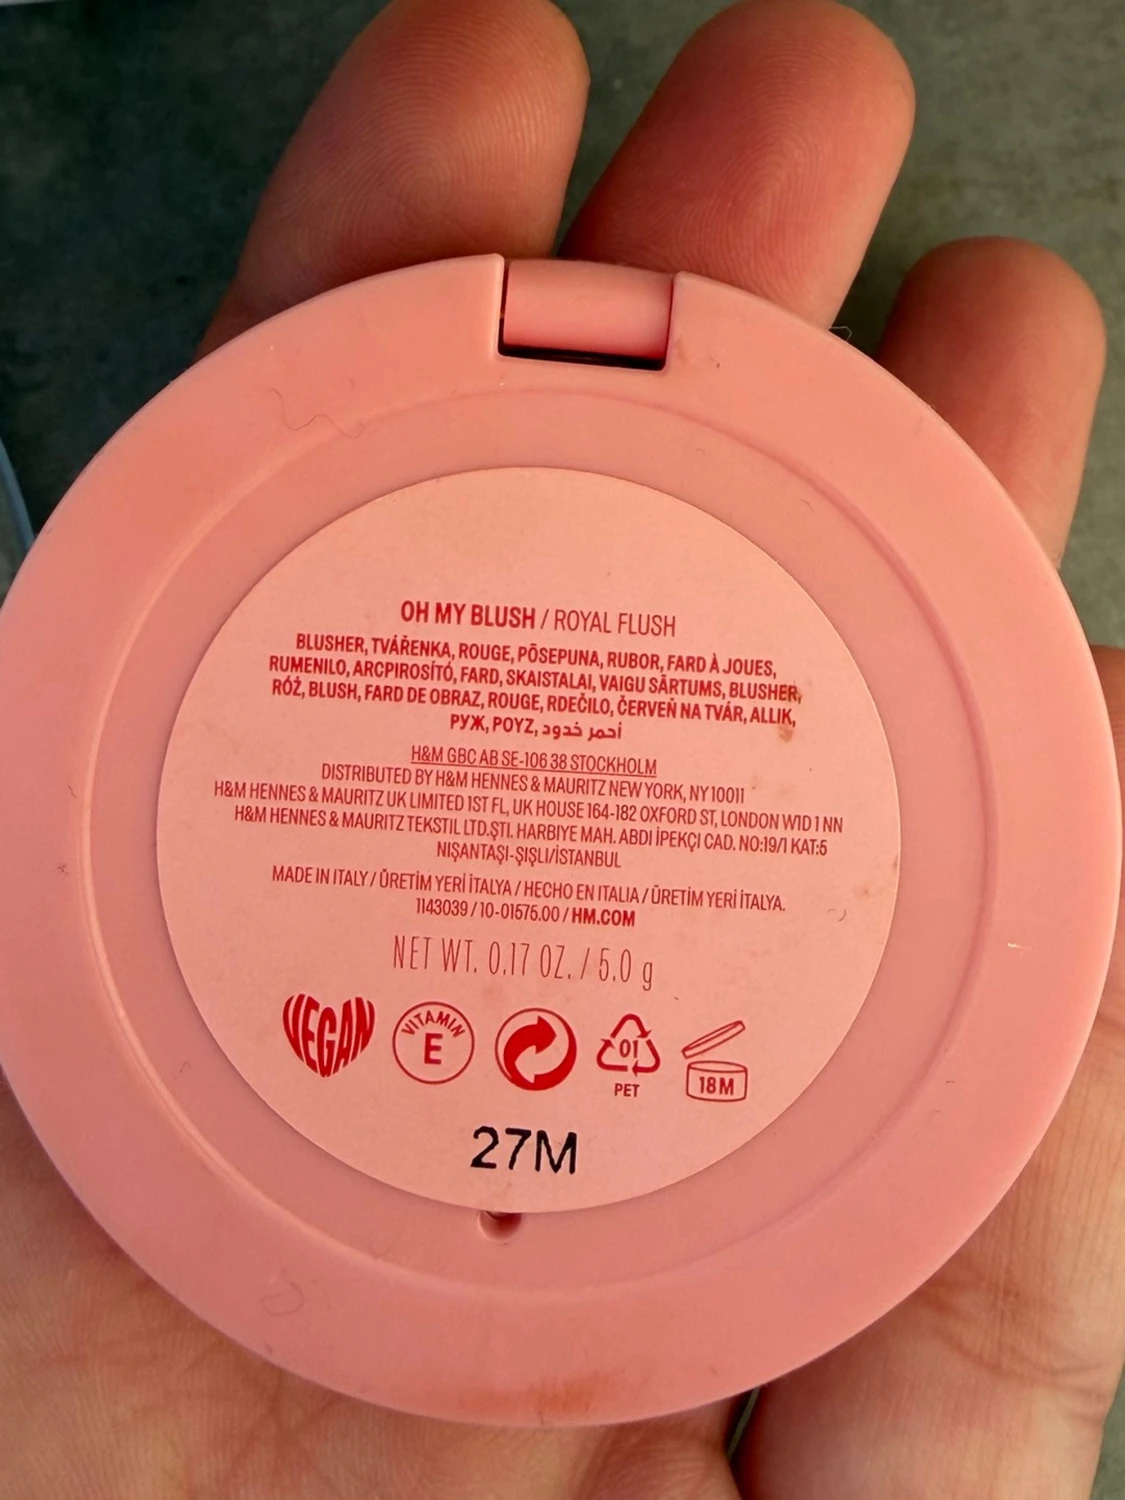 OH MY BLUSH / ROYAL FLUSH
BLUSHER, TVÁŘENKA, ROUGE, PÕSEPUNA, RUBOR, FARD À JOUES,
RUMENILO, ARCPIROSÍTÓ, FARD, SKAISTALAI, VAIGU SĀRTUMS, BLUSHER,
RÓŻ, BLUSH, FARD DE OBRAZ, ROUGE, RDEČILO, ČERVEŇ NA TVÁR, ALLIK,
РУЖ, ΡΟΥΖ, أحمر خدود
H&M GBC AB SE-106 38 STOCKHOLM
DISTRIBUTED BY H&M HENNES & MAURITZ NEW YORK, NY 10011
H&M HENNES & MAURITZ UK LIMITED 1ST FL, UK HOUSE 164-182 OXFORD ST, LONDON W1D 1 NN
H&M HENNES & MAURITZ TEKSTIL LTD.ŞTI. HARBIYE MAH. ABDI İPEKÇI CAD. NO:19/1 KAT:5
NIŞANTAŞI-ŞIŞLI/İSTANBUL
MADE IN ITALY / ÜRETİM YERİ İTALYA / HECHO EN ITALIA / ÜRETİM YERİ İTALYA.
1143039 / 10-01575.00 / HM.COM
NET WT. 0.17 OZ. / 5.0 g
VEGAN VITAMIN E 01 PET 18M
27M